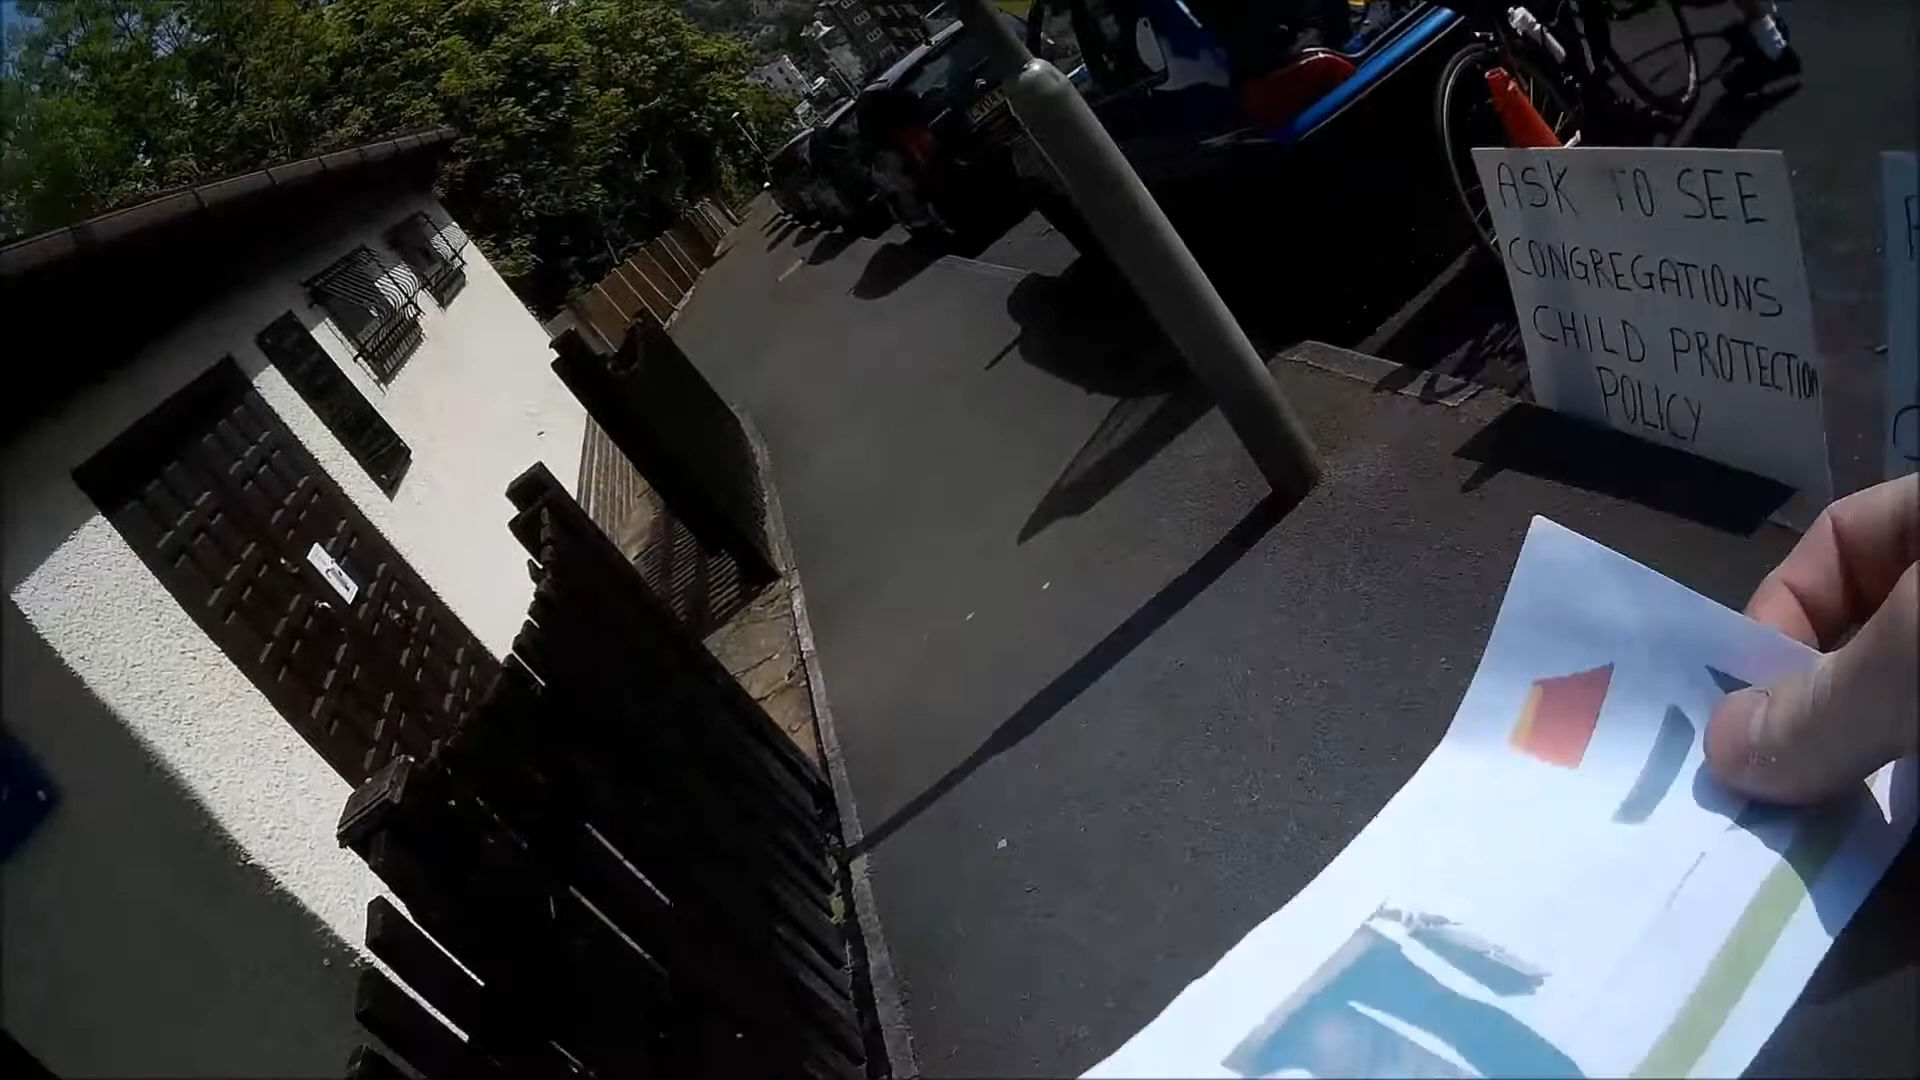 ASK TO SEE
CONGREGATIONS
CHILD PROTECTION
POLICY